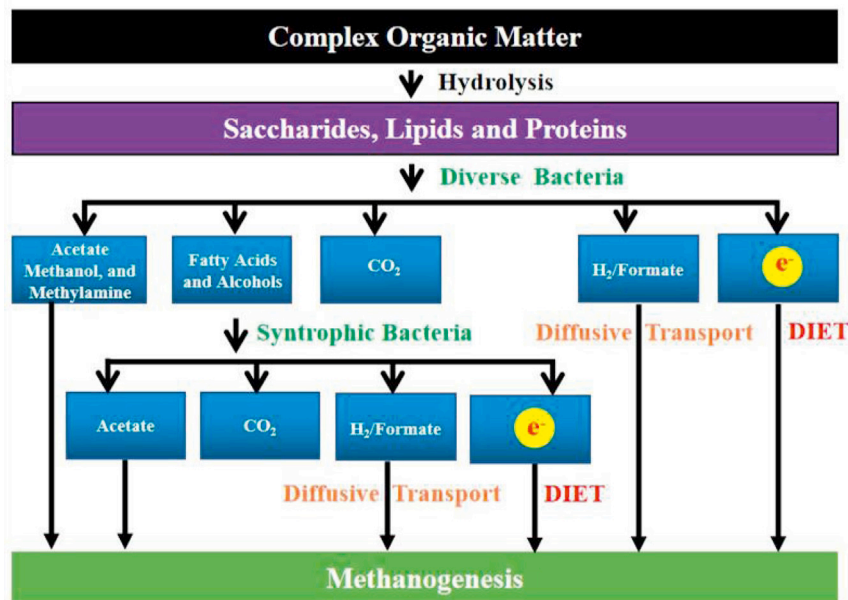 Complex Organic Matter
Hydrolysis
Saccharides, Lipids and Proteins
Diverse Bacteria
Acetate
Methanol, and
Methylamine
Fatty Acids
and Alcohols
CO₂
H₂/Formate
e⁻
Syntrophic Bacteria
Diffusive Transport
DIET
Acetate
CO₂
H₂/Formate
e⁻
Diffusive Transport
DIET
Methanogenesis